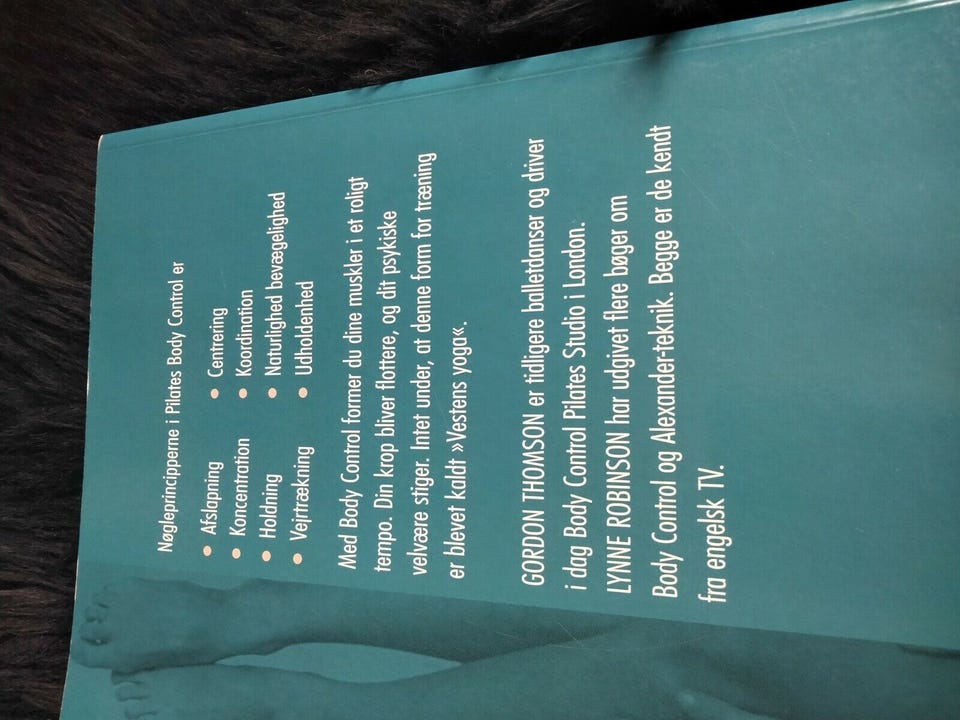 Nøgleprincipperne i Pilates Body Control er
• Afslapning • Centrering
• Koncentration • Koordination
• Holdning • Naturlighed bevægelighed
• Vejrtrækning • Udholdenhed
Med Body Control former du dine muskler i et roligt
tempo. Din krop bliver flottere, og dit psykiske
velvære stiger. Intet under, at denne form for træning
er blevet kaldt »Vestens yoga«.
GORDON THOMSON er tidligere balletdanser og driver
i dag Body Control Pilates Studio i London.
LYNNE ROBINSON har udgivet flere bøger om
Body Control og Alexander-teknik. Begge er de kendt
fra engelsk TV.